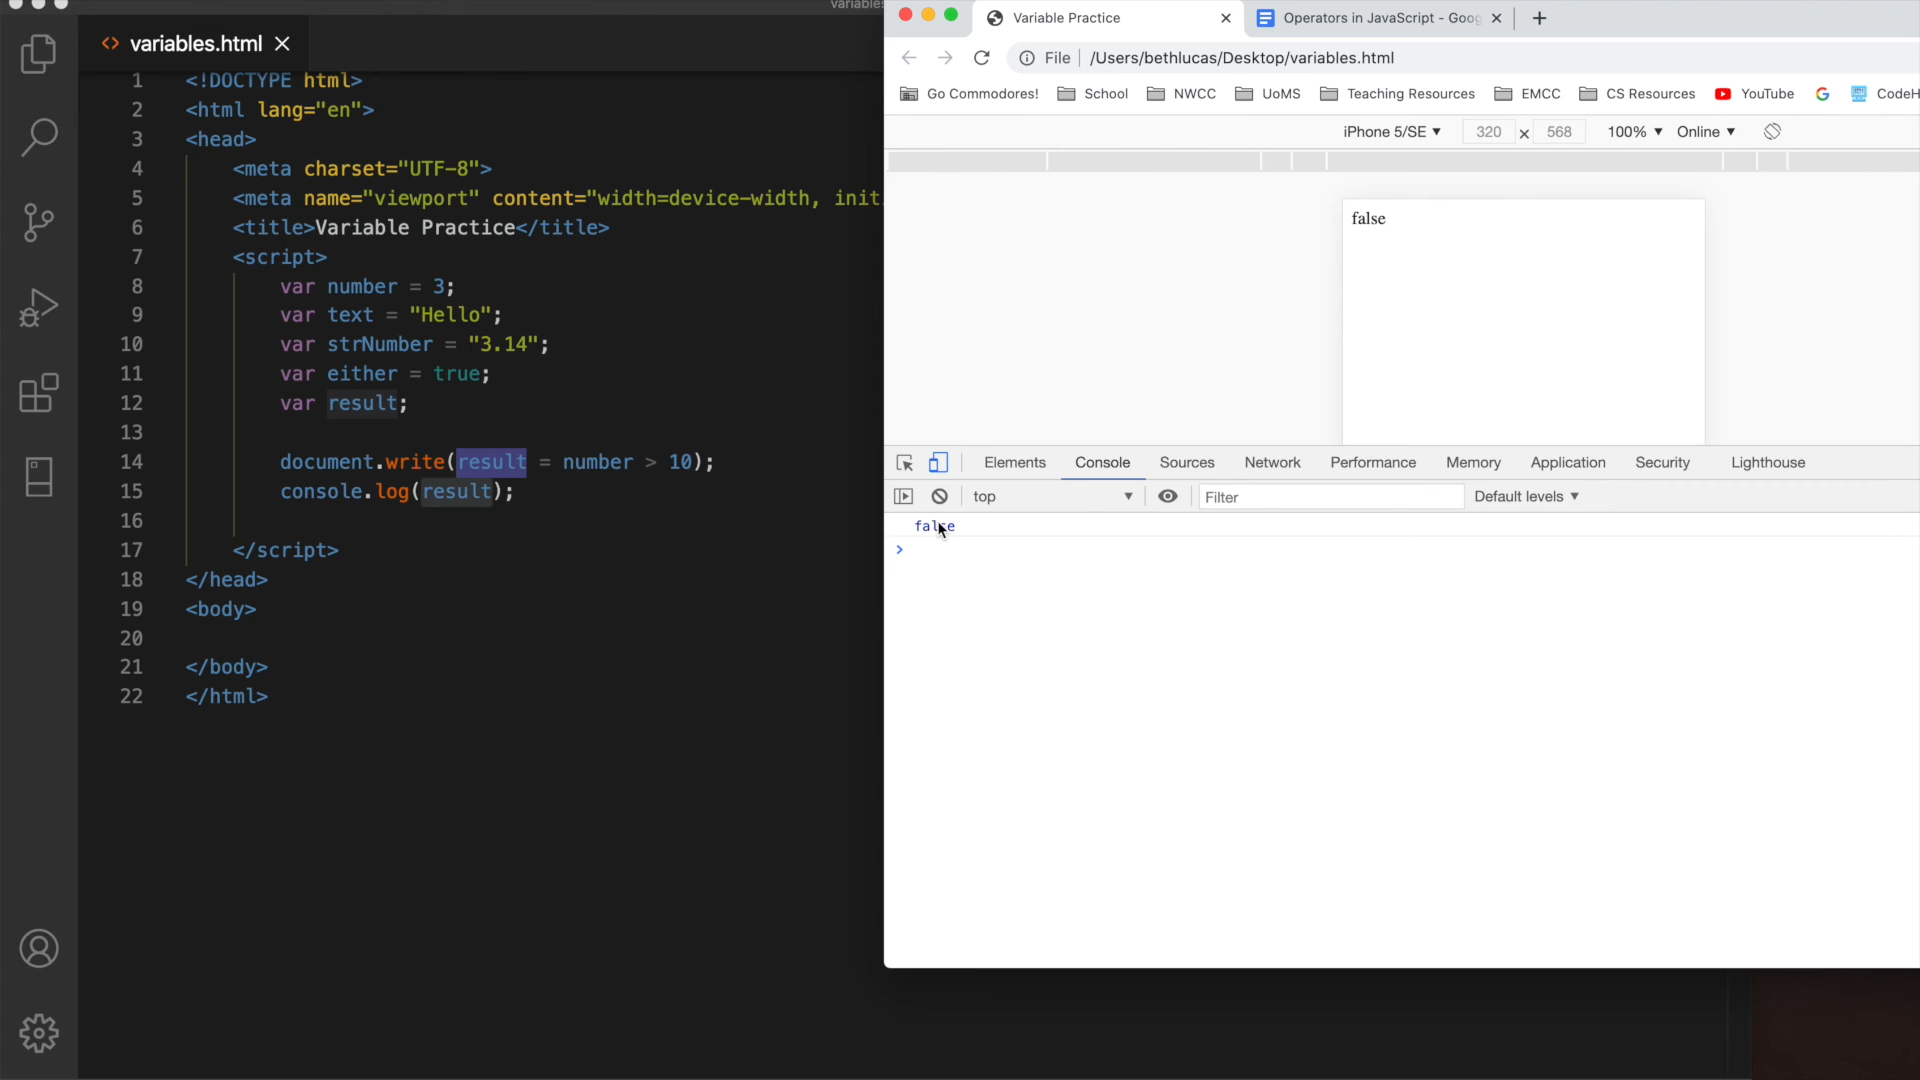 variables
variables.html
1 <!DOCTYPE html>
2 <html lang="en">
3 <head>
4 <meta charset="UTF-8">
5 <meta name="viewport" content="width=device-width, init
6 <title>Variable Practice</title>
7 <script>
8 var number = 3;
9 var text = "Hello";
10 var strNumber = "3.14";
11 var either = true;
12 var result;
13
14 document.write(result = number > 10);
15 console.log(result);
16
17 </script>
18 </head>
19 <body>
20
21 </body>
22 </html>
Variable Practice Operators in JavaScript - Goog
File /Users/bethlucas/Desktop/variables.html
Go Commodores! School NWCC UoMS Teaching Resources EMCC CS Resources YouTube CodeH
iPhone 5/SE ▼ 320 × 568 100% ▼ Online ▼
false
Elements Console Sources Network Performance Memory Application Security Lighthouse
top ▼ Filter Default levels ▼
false
>